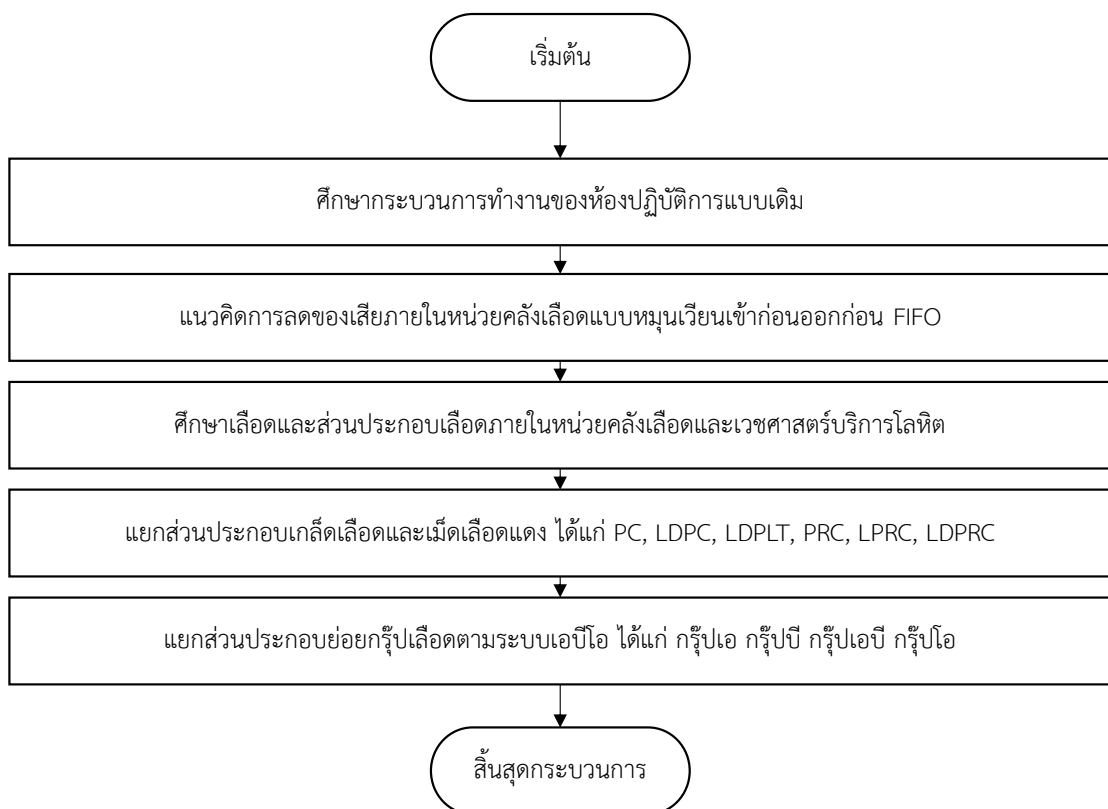 เริ่มต้น
ศึกษากระบวนการทำงานของห้องปฏิบัติการแบบเดิม
แนวคิดการลดของเสียภายในหน่วยคลังเลือดแบบหมุนเวียนเข้าก่อนออกก่อน FIFO
ศึกษาเลือดและส่วนประกอบเลือดภายในหน่วยคลังเลือดและเวชศาสตร์บริการโลหิต
แยกส่วนประกอบเกล็ดเลือดและเม็ดเลือดแดง ได้แก่ PC, LDPC, LDPLT, PRC, LPRC, LDPRC
แยกส่วนประกอบย่อยกรุ๊ปเลือดตามระบบเอบีโอ ได้แก่ กรุ๊ปเอ กรุ๊ปบี กรุ๊ปเอบี กรุ๊ปโอ
สิ้นสุดกระบวนการ